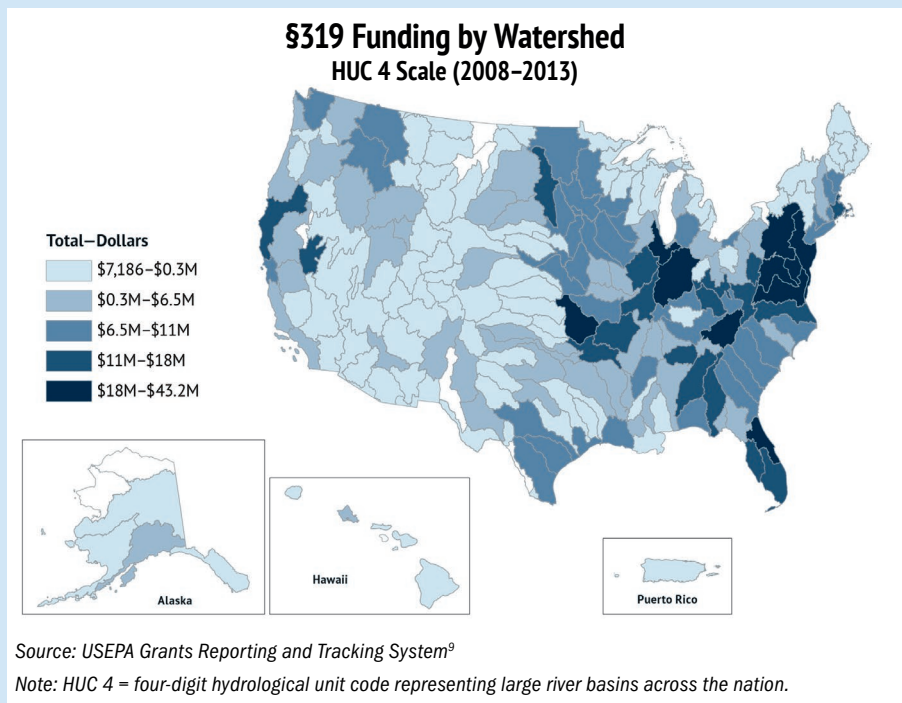 §319 Funding by Watershed
HUC 4 Scale (2008–2013)
Total—Dollars
$7,186–$0.3M
$0.3M–$6.5M
$6.5M–$11M
$11M–$18M
$18M–$43.2M
Alaska
Hawaii
Puerto Rico
Source: USEPA Grants Reporting and Tracking System⁹
Note: HUC 4 = four-digit hydrological unit code representing large river basins across the nation.